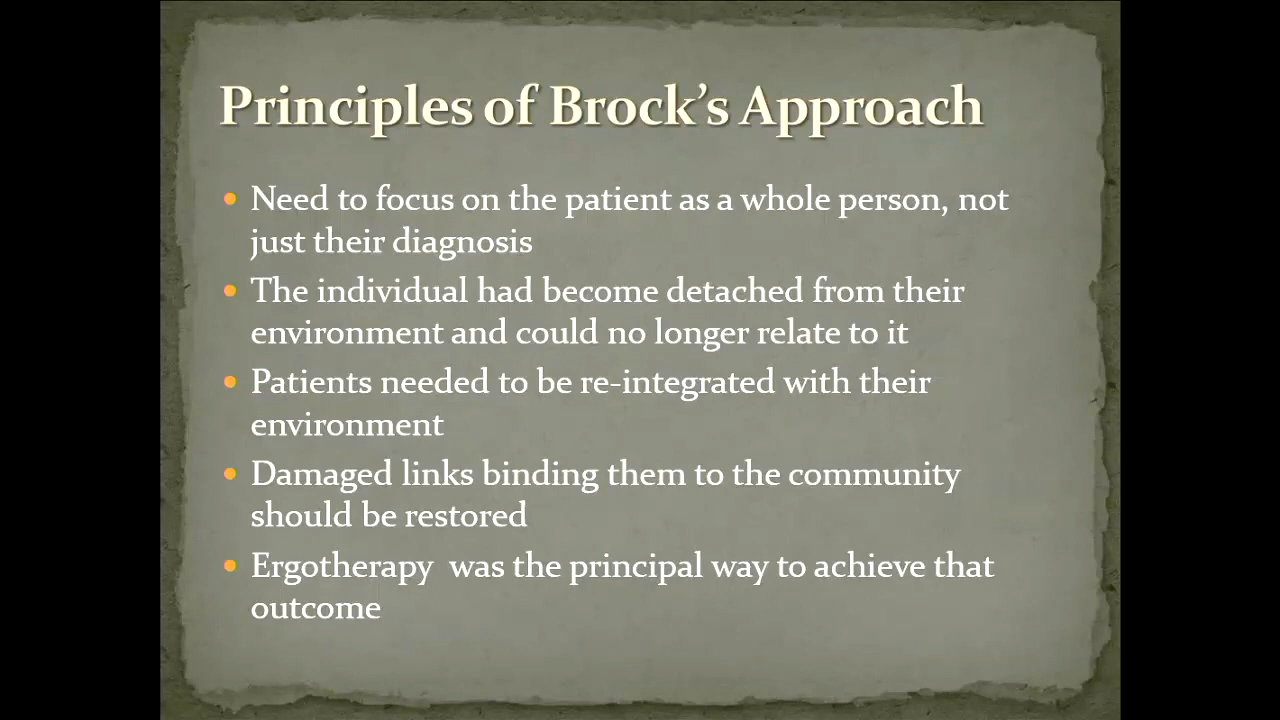 Principles of Brock's Approach
• Need to focus on the patient as a whole person, not
just their diagnosis
• The individual had become detached from their
environment and could no longer relate to it
• Patients needed to be re-integrated with their
environment
• Damaged links binding them to the community
should be restored
• Ergotherapy  was the principal way to achieve that
outcome